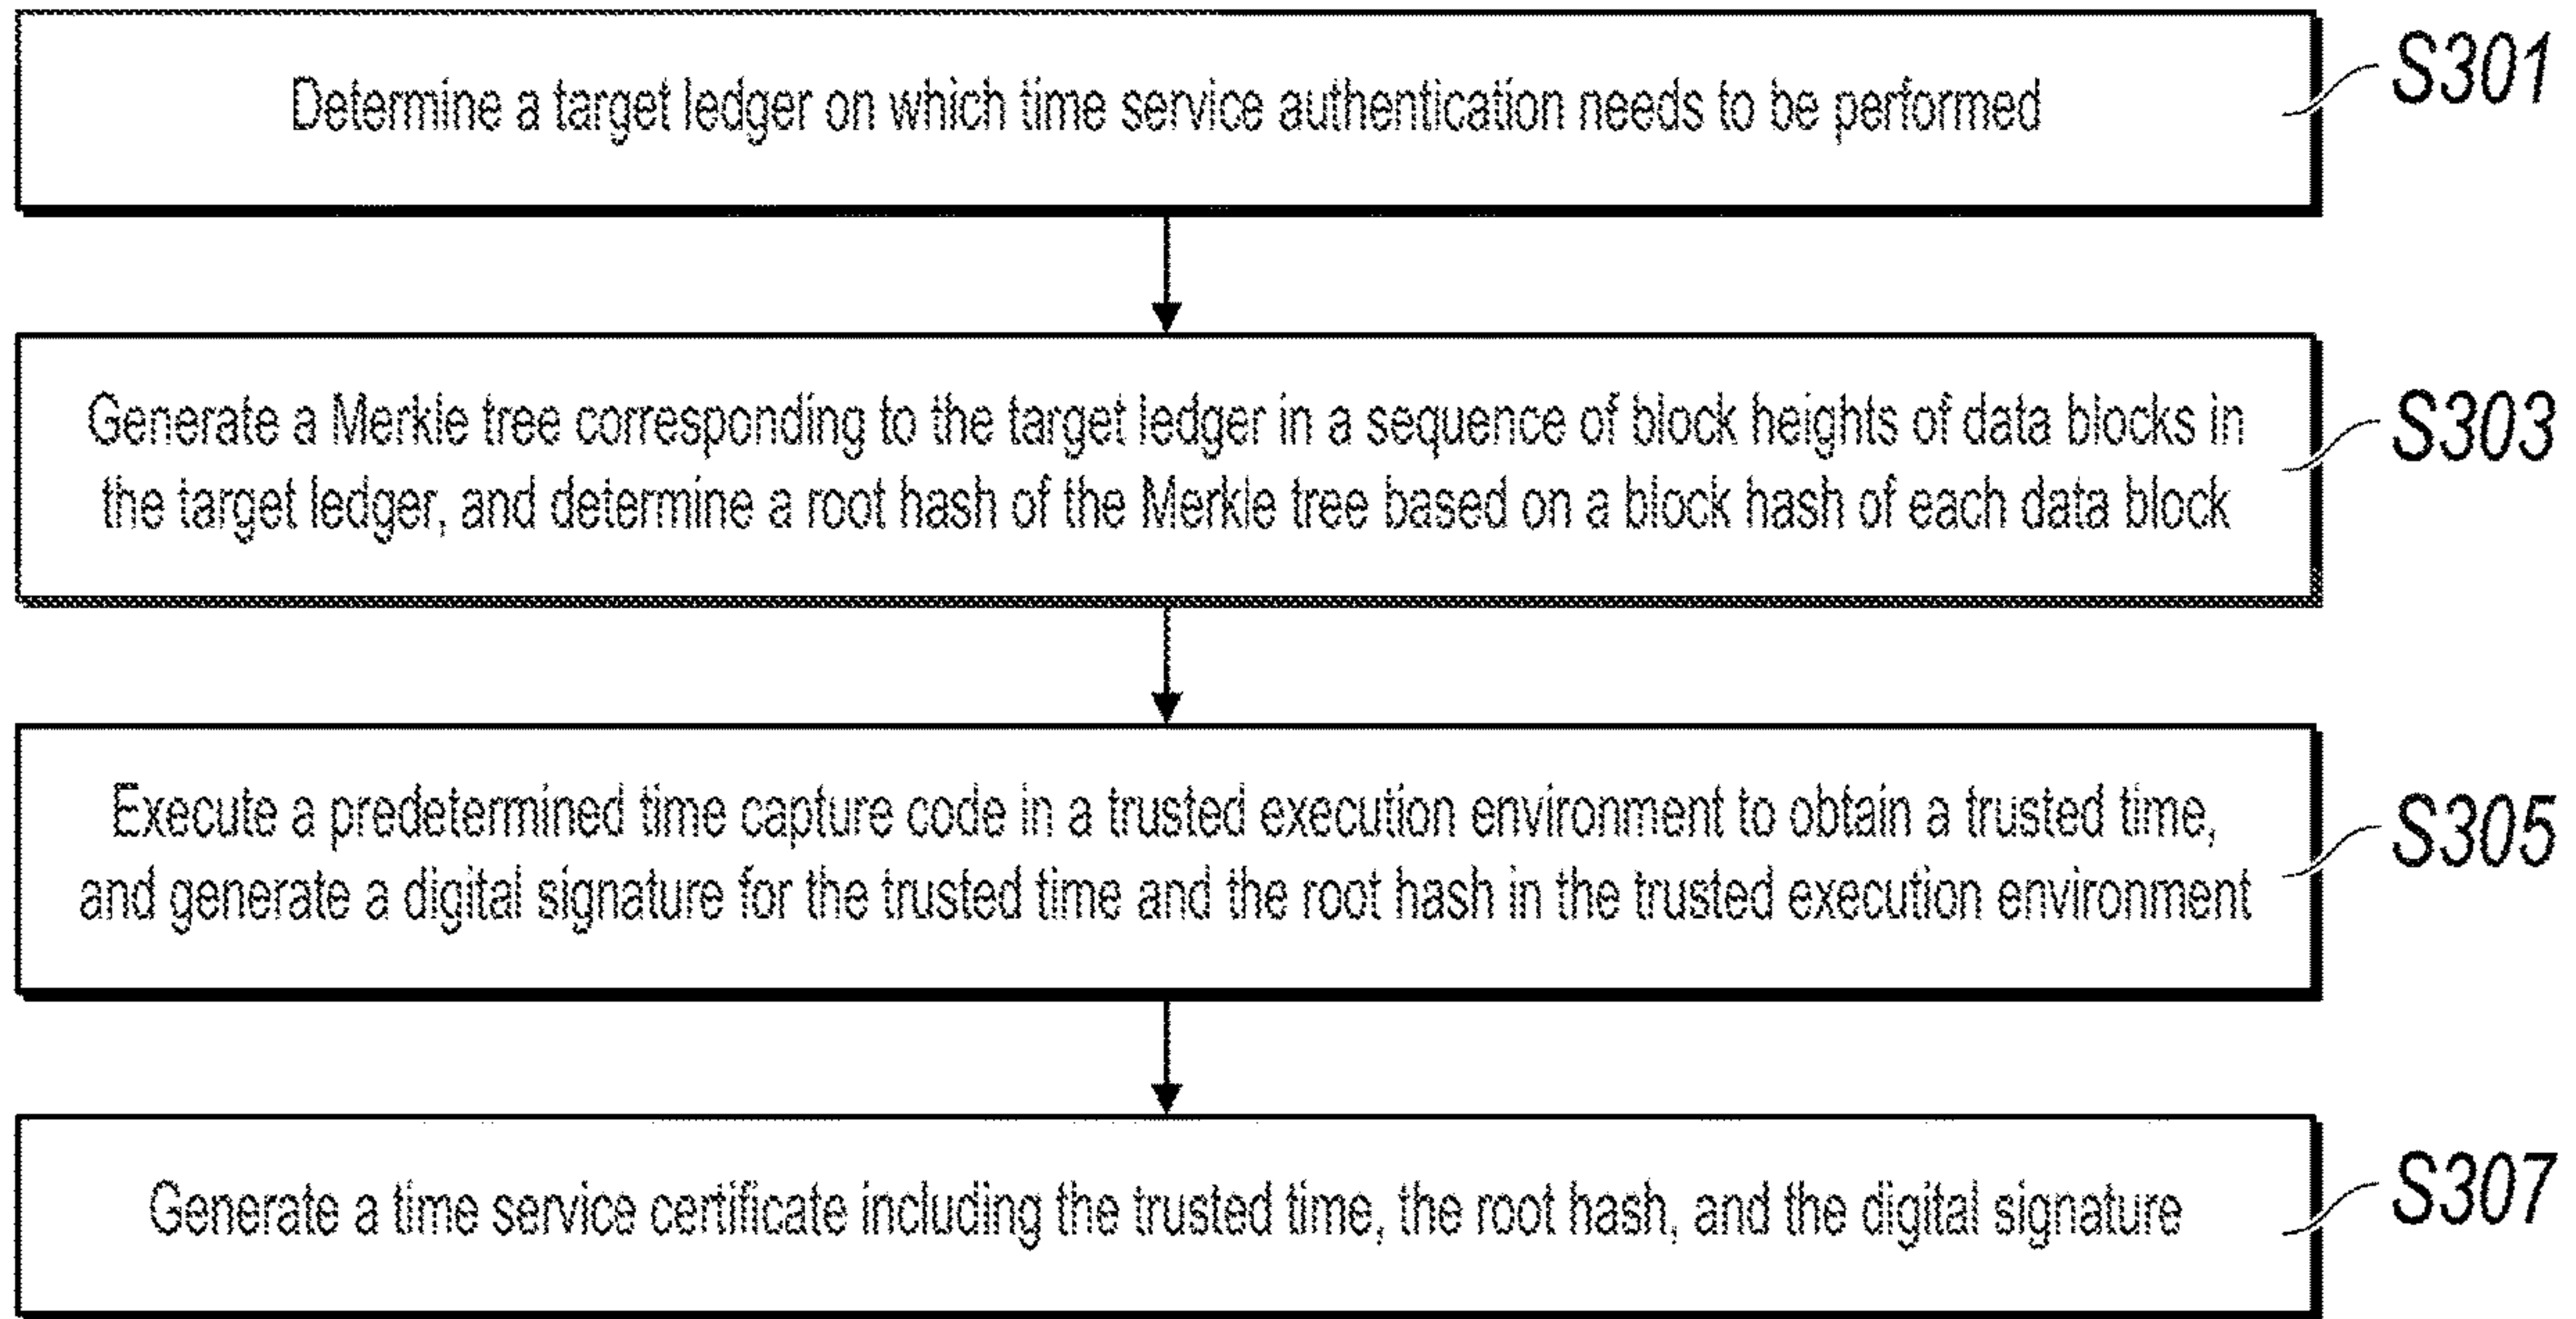 Determine a target ledger on which time service authentication needs to be performed
S301
Generate a Merkle tree corresponding to the target ledger in a sequence of block heights of data blocks in
the target ledger, and determine a root hash of the Merkle tree based on a block hash of each data block
S303
Execute a predetermined time capture code in a trusted execution environment to obtain a trusted time,
and generate a digital signature for the trusted time and the root hash in the trusted execution environment
S305
Generate a time service certificate including the trusted time, the root hash, and the digital signature
S307